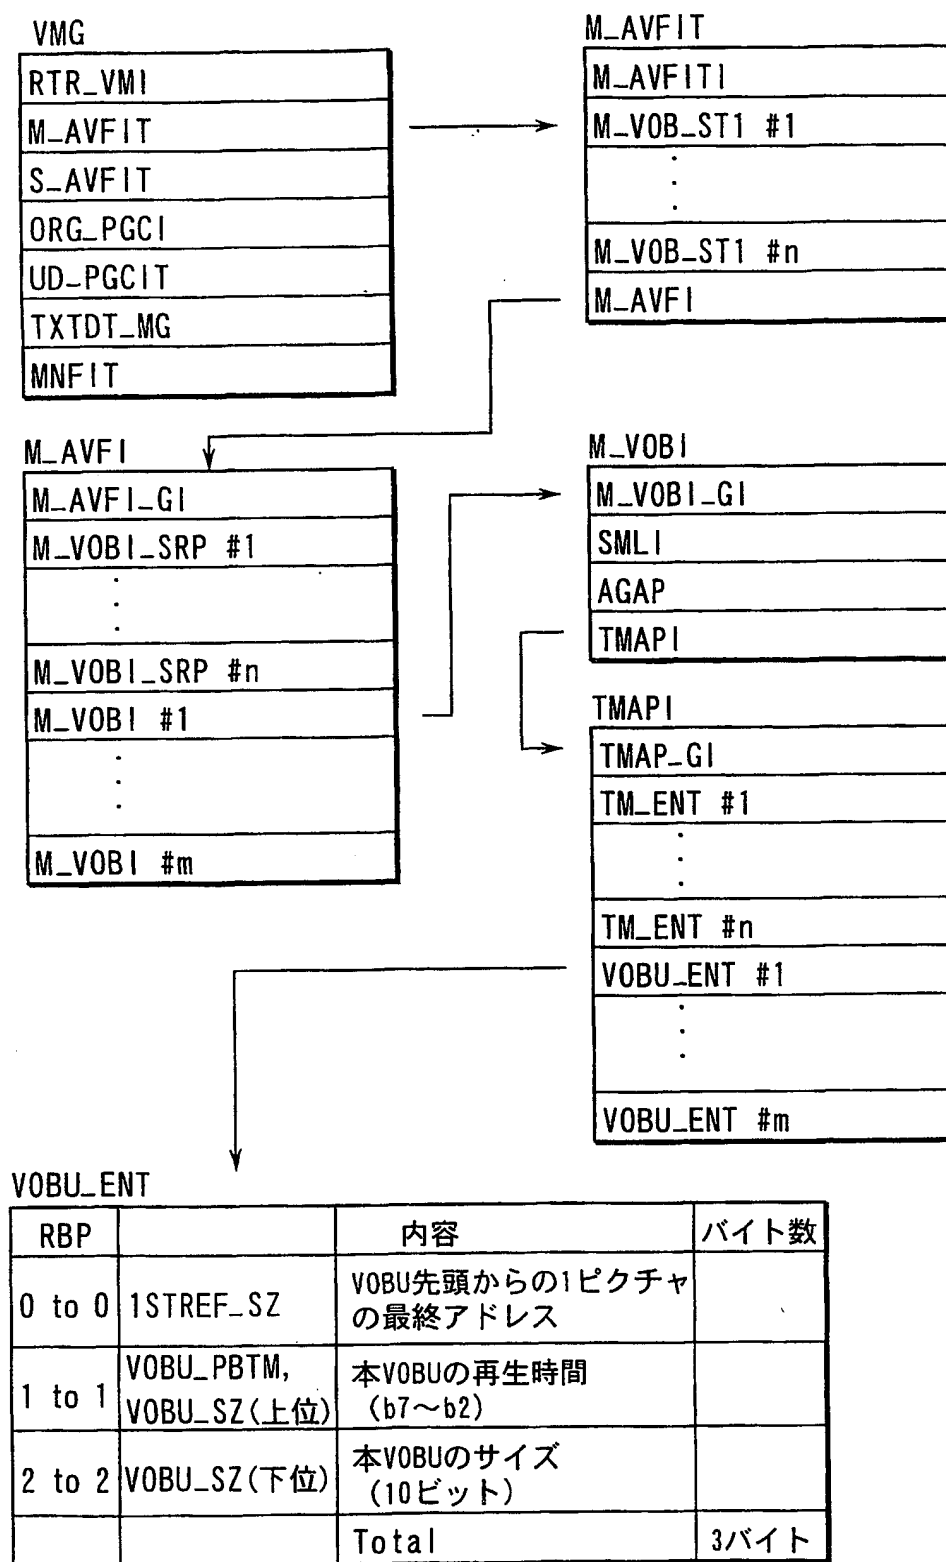 VMG
RTR_VMI
M_AVFIT
S_AVFIT
ORG_PGCI
UD_PGCIT
TXTDT_MG
MNFIT
M_AVFIT
M_AVFITI
M_VOB_ST1 #1
M_VOB_ST1 #n
M_AVFI
M_AVFI
M_AVFI_GI
M_VOBI_SRP #1
M_VOBI_SRP #n
M_VOBI #1
M_VOBI #m
M_VOBI
M_VOBI_GI
SMLI
AGAP
TMAPI
TMAPI
TMAP_GI
TM_ENT #1
TM_ENT #n
VOBU_ENT #1
VOBU_ENT #m
VOBU_ENT
RBP 内容 バイト数
0 to 0 1STREF_SZ VOBU先頭からの1ピクチャ
の最終アドレス
1 to 1 VOBU_PBTM, 本VOBUの再生時間
VOBU_SZ(上位) (b7～b2)
2 to 2 VOBU_SZ(下位) 本VOBUのサイズ
(10ビット)
Total 3バイト